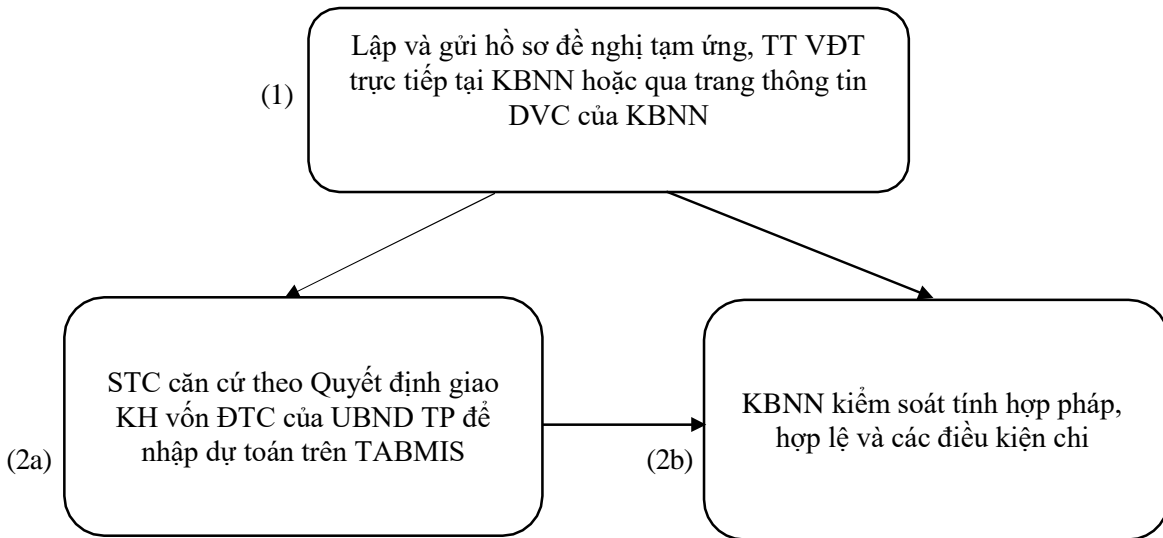 Lập và gửi hồ sơ đề nghị tạm ứng, TT VĐT
trực tiếp tại KBNN hoặc qua trang thông tin
(1)
DVC của KBNN
STC căn cứ theo Quyết định giao
KH vốn ĐTC của UBND TP để
nhập dự toán trên TABMIS
(2a)
KBNN kiểm soát tính hợp pháp,
hợp lệ và các điều kiện chi
(2b)